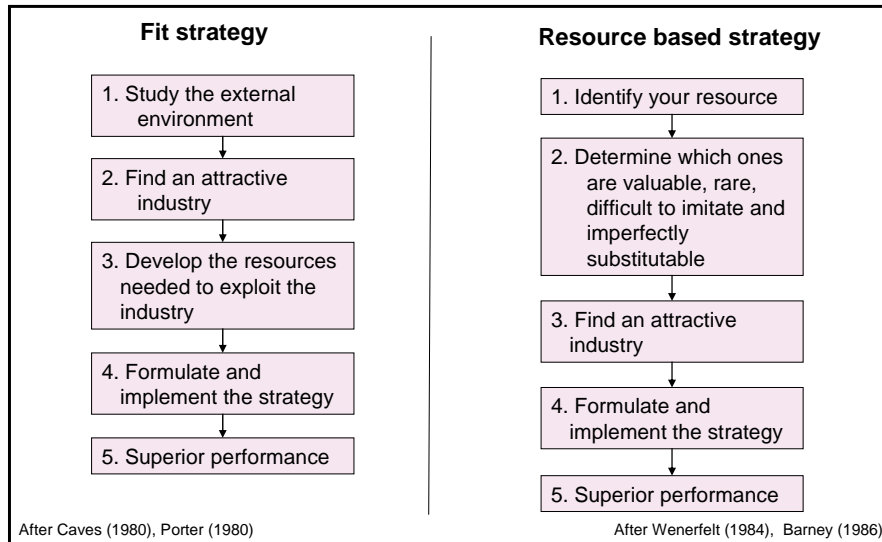 Fit strategy
1. Study the external
environment
2. Find an attractive
industry
3. Develop the resources
needed to exploit the
industry
4. Formulate and
implement the strategy
5. Superior performance
After Caves (1980), Porter (1980)
Resource based strategy
1. Identify your resource
2. Determine which ones
are valuable, rare,
difficult to imitate and
imperfectly
substitutable
3. Find an attractive
industry
4. Formulate and
implement the strategy
5. Superior performance
After Wenerfelt (1984), Barney (1986)